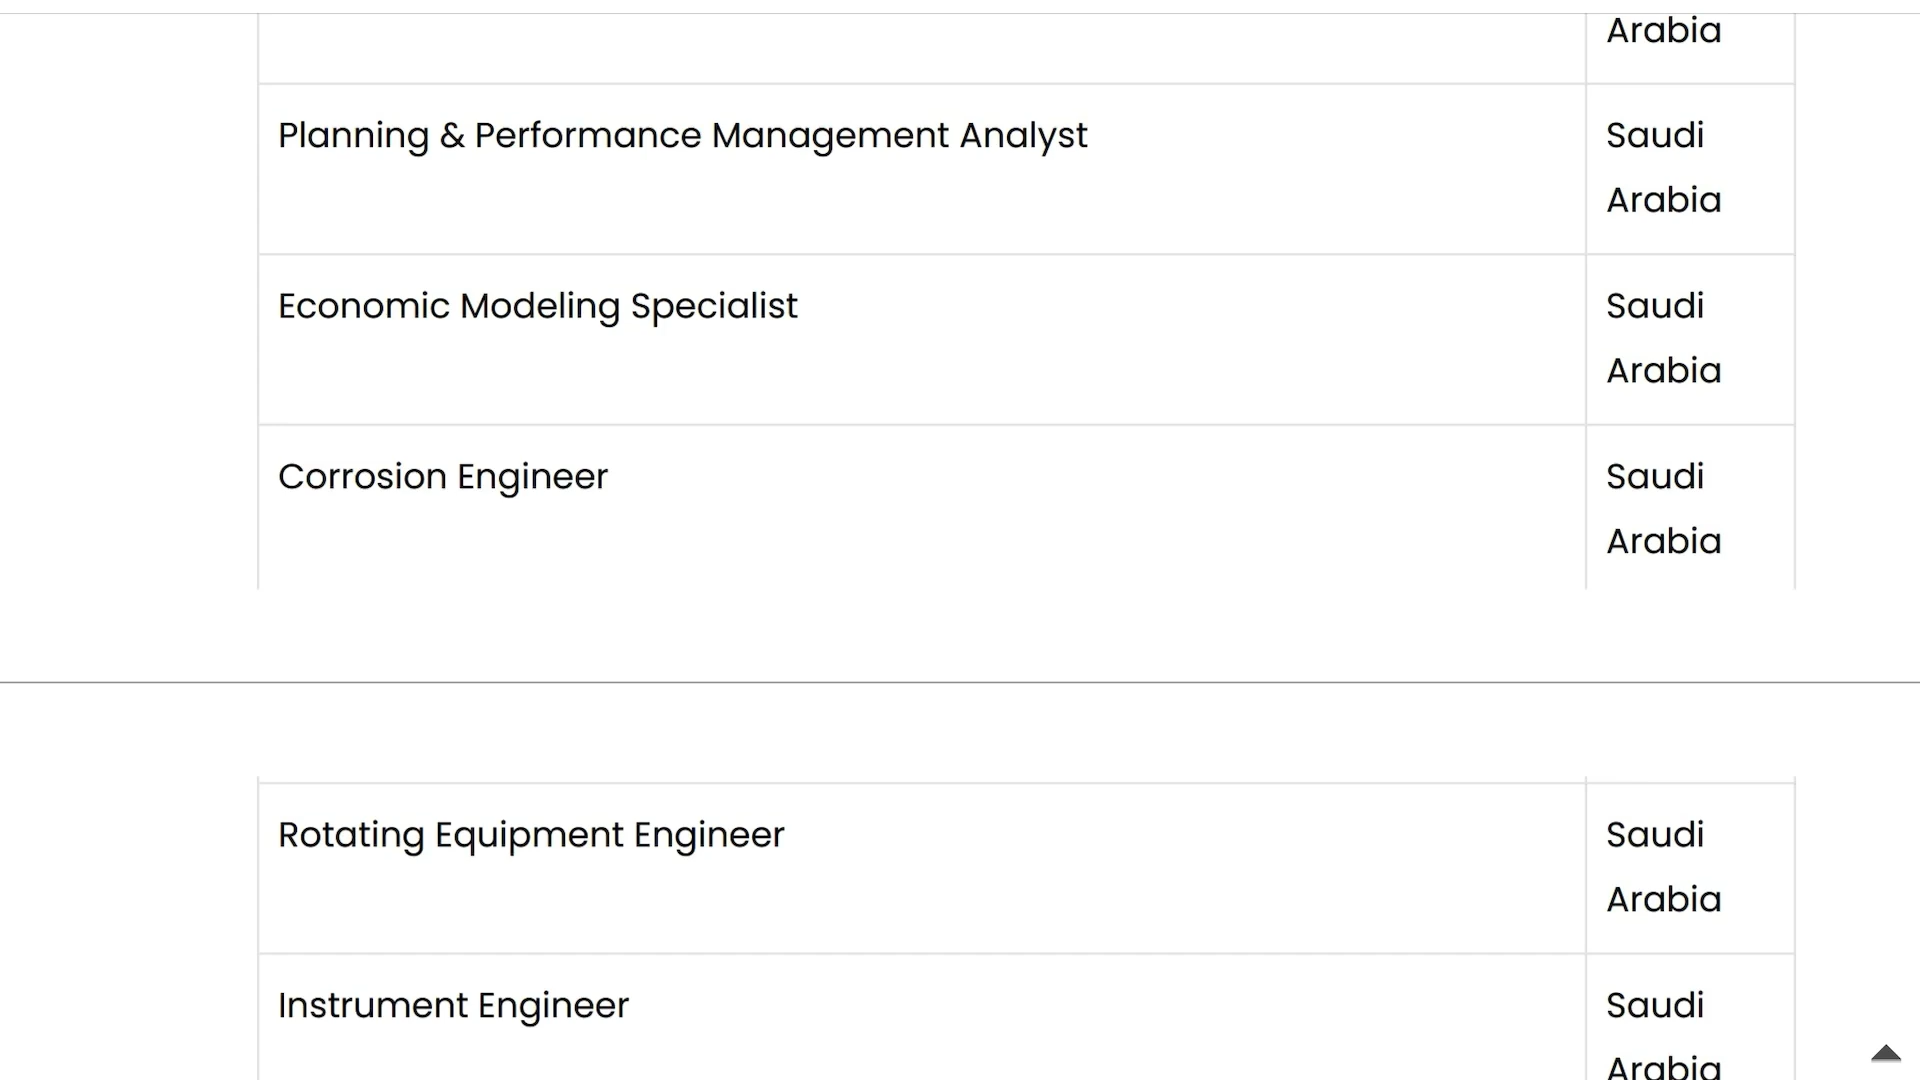 Arabia
Planning & Performance Management Analyst
Saudi
Arabia
Economic Modeling Specialist
Saudi
Arabia
Corrosion Engineer
Saudi
Arabia
Rotating Equipment Engineer
Saudi
Arabia
Instrument Engineer
Saudi
Arabia